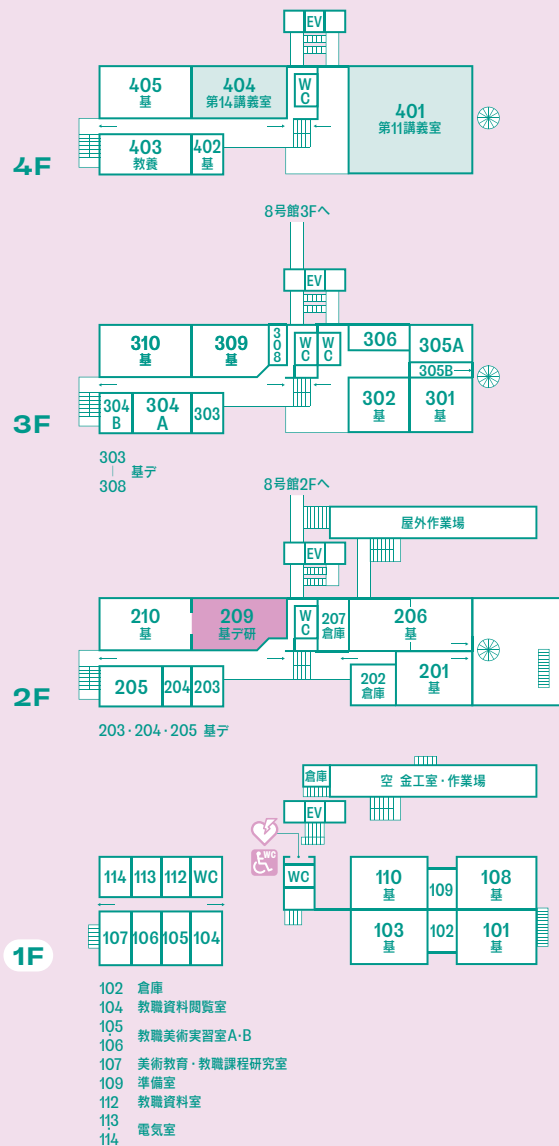 EV
405
基
404
第14講義室
W
C
401
第11講義室
403
教養
402
基
4F
8号館3Fへ
EV
310
基
309
基
3
0
8
W
C
W
C
306
305A
305B
304
B
304
A
303
302
基
301
基
3F
303
308
基デ
8号館2Fへ
屋外作業場
EV
210
基
209
基デ研
W
C
207
倉庫
206
基
205
204
203
202
倉庫
201
基
2F
203・204・205 基デ
倉庫
空 金工室・作業場
EV
WC
114
113
112
WC
WC
110
基
109
108
基
107
106
105
104
103
基
102
101
基
1F
102 倉庫
104 教職資料閲覧室
105
・
106
教職美術実習室A・B
107 美術教育・教職課程研究室
109 準備室
112 教職資料室
113
・
114
電気室